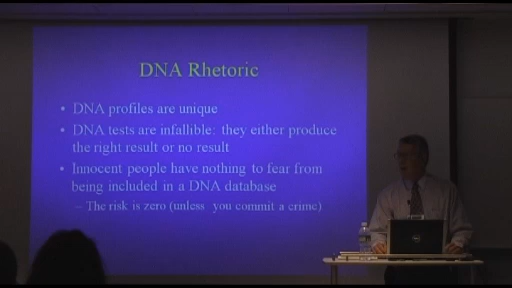 DNA Rhetoric
• DNA profiles are unique
• DNA tests are infallible: they either produce
the right result or no result
• Innocent people have nothing to fear from
being included in a DNA database
– The risk is zero (unless you commit a crime)